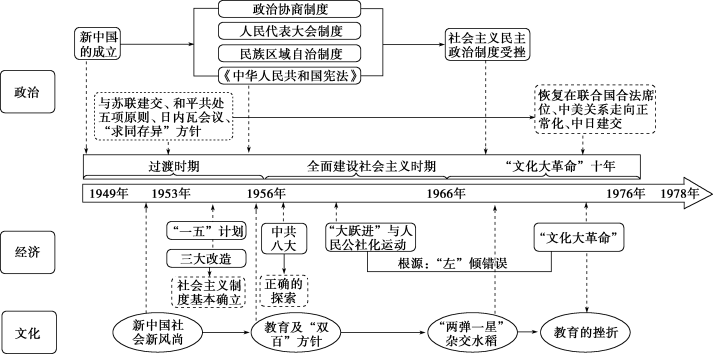 政治协商制度
新中国
的成立
人民代表大会制度
民族区域自治制度
《中华人民共和国宪法》
社会主义民主
政治制度受挫
政治
与苏联建交、和平共处
五项原则、日内瓦会议、
“求同存异”方针
恢复在联合国合法席
位、中美关系走向正
常化、中日建交
过渡时期
全面建设社会主义时期
“文化大革命”十年
1949年
1953年
1956年
1966年
1976年
1978年
经济
“一五”计划
三大改造
社会主义制
度基本确立
中共
八大
正确的
探索
“大跃进”与人
民公社化运动
根源：“左”倾错误
“文化大革命”
文化
新中国社
会新风尚
教育及“双
百”方针
“两弹一星”
杂交水稻
教育的挫折